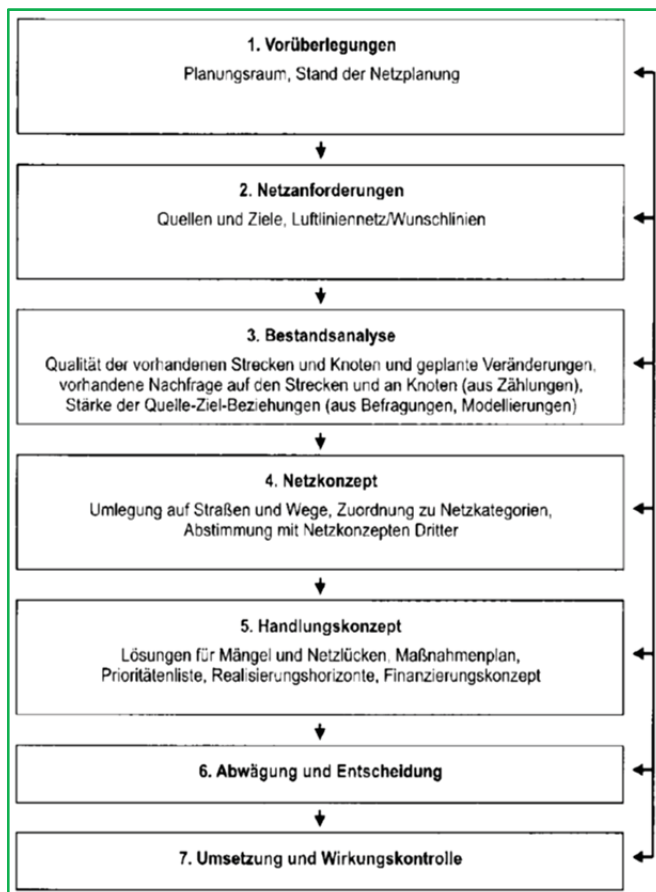 1. Vorüberlegungen
Planungsraum, Stand der Netzplanung
2. Netzanforderungen
Quellen und Ziele, Luftliniennetz/Wunschlinien
3. Bestandsanalyse
Qualität der vorhandenen Strecken und Knoten und geplante Veränderungen,
vorhandene Nachfrage auf den Strecken und an Knoten (aus Zählungen),
Stärke der Quelle-Ziel-Beziehungen (aus Befragungen, Modellierungen)
4. Netzkonzept
Umlegung auf Straßen und Wege, Zuordnung zu Netzkategorien,
Abstimmung mit Netzkonzepten Dritter
5. Handlungskonzept
Lösungen für Mängel und Netzlücken, Maßnahmenplan,
Prioritätenliste, Realisierungshorizonte, Finanzierungskonzept
6. Abwägung und Entscheidung
7. Umsetzung und Wirkungskontrolle